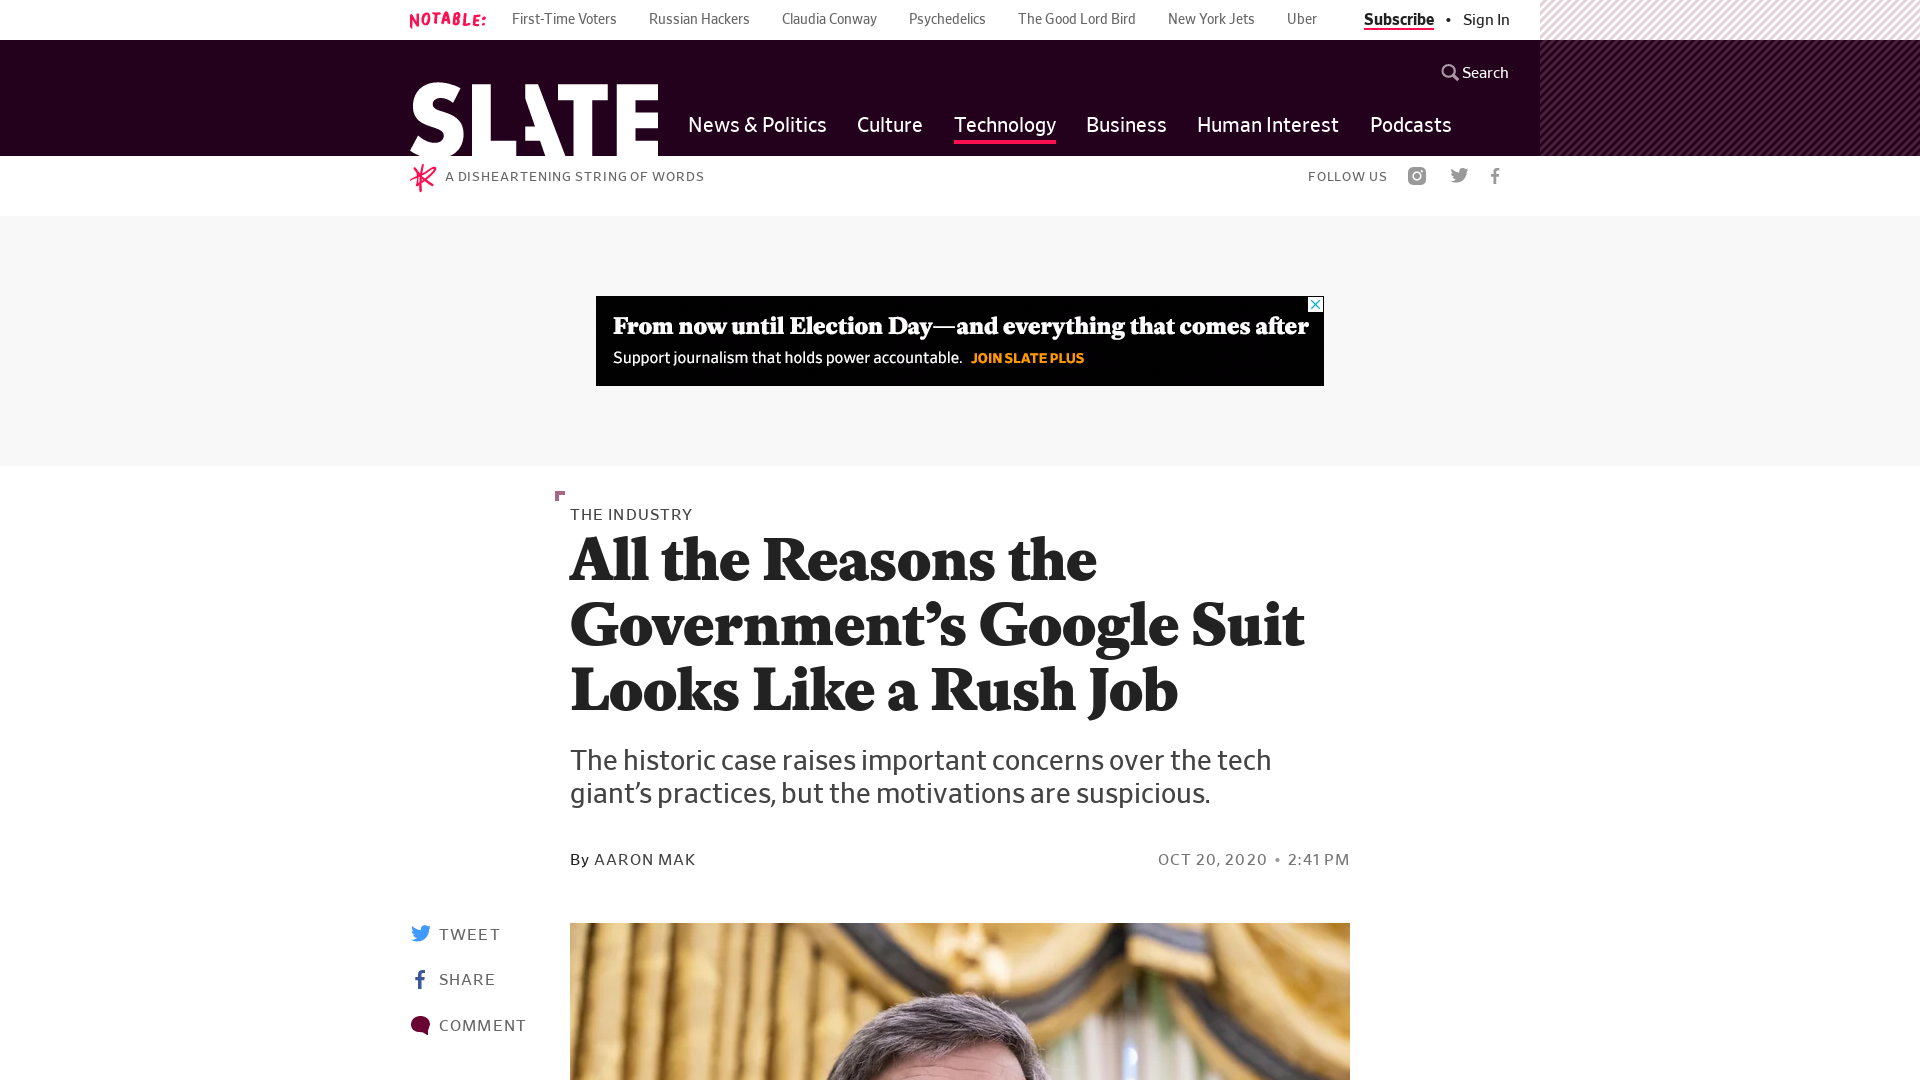 NOTABLE:
First-Time Voters
Russian Hackers
Claudia Conway
Psychedelics
The Good Lord Bird
New York Jets
Uber
Subscribe • Sign In
Search
SLATE
News & Politics
Culture
Technology
Business
Human Interest
Podcasts
A DISHEARTENING STRING OF WORDS
FOLLOW US
From now until Election Day—and everything that comes after
Support journalism that holds power accountable. JOIN SLATE PLUS
THE INDUSTRY
All the Reasons the
Government’s Google Suit
Looks Like a Rush Job
The historic case raises important concerns over the tech
giant’s practices, but the motivations are suspicious.
By AARON MAK
OCT 20, 2020 • 2:41 PM
TWEET
SHARE
COMMENT